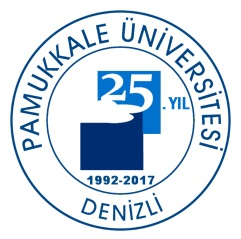 PAMUKKALE ÜNİVERSİTESİ
25
.YIL
1992-2017
DENİZLİ